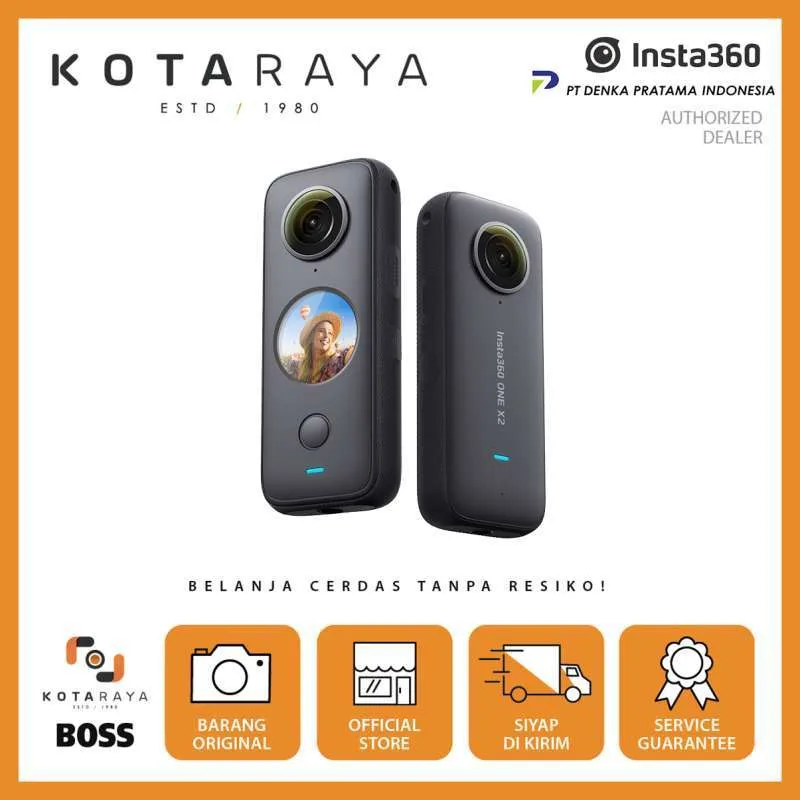 KOTARAYA
ESTD / 1980
Insta360
PT DENKA PRATAMA INDONESIA
AUTHORIZED
DEALER
Insta360 ONE X2
BELANJA CERDAS TANPA RESIKO!
KOTARAYA
ESTD / 1980
BOSS
BARANG
ORIGINAL
OFFICIAL
STORE
SIYAP
DI KIRIM
SERVICE
GUARANTEE